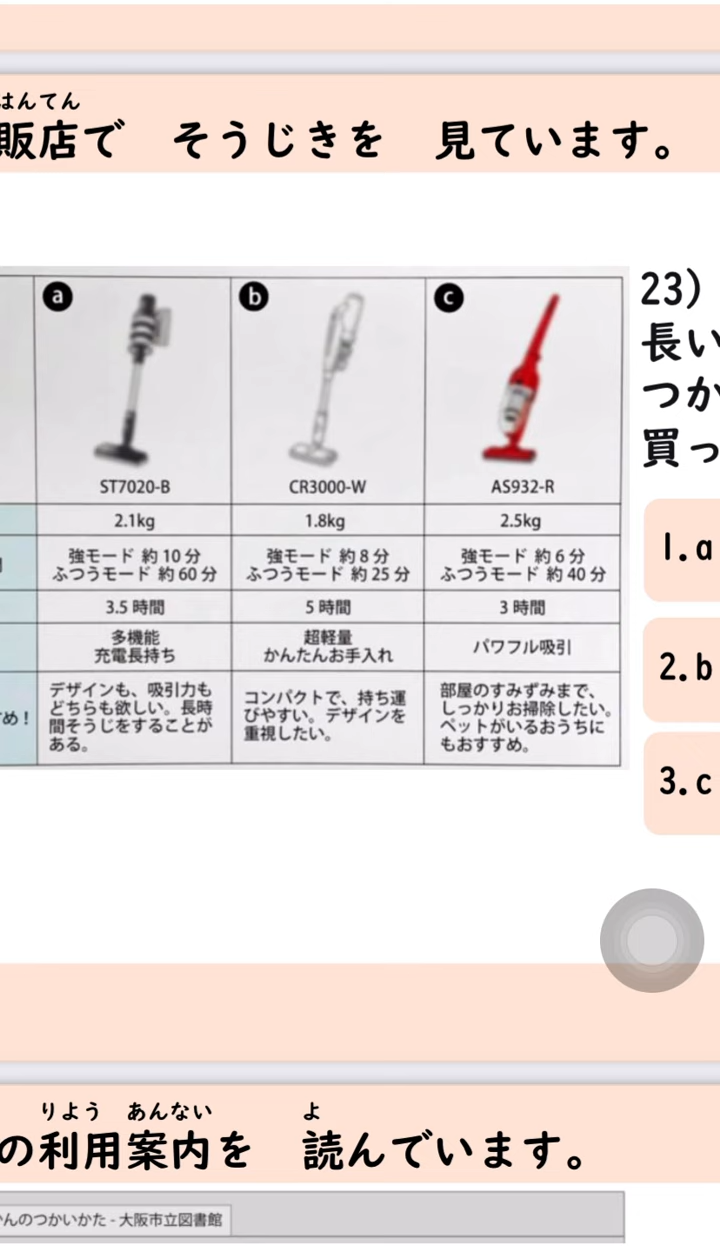 はんてん
販店で　そうじきを　見ています。
a b c
ST7020-B CR3000-W AS932-R
2.1kg 1.8kg 2.5kg
強モード 約10分 強モード 約8分 強モード 約6分
ふつうモード 約60分 ふつうモード 約25分 ふつうモード 約40分
3.5時間 5時間 3時間
多機能
充電長持ち
超軽量
かんたんお手入れ
パワフル吸引
め！
デザインも、吸引力も
どちらも欲しい。長時
間そうじをすることが
ある。
コンパクトで、持ち運
びやすい。デザインを
重視したい。
部屋のすみずみまで、
しっかりお掃除したい。
ペットがいるおうちに
もおすすめ。
23)
長い
つか
買っ
1.a
2.b
3.c
りよう　あんない　よ
の利用案内を　読んでいます。
んのつかいかた - 大阪市立図書館